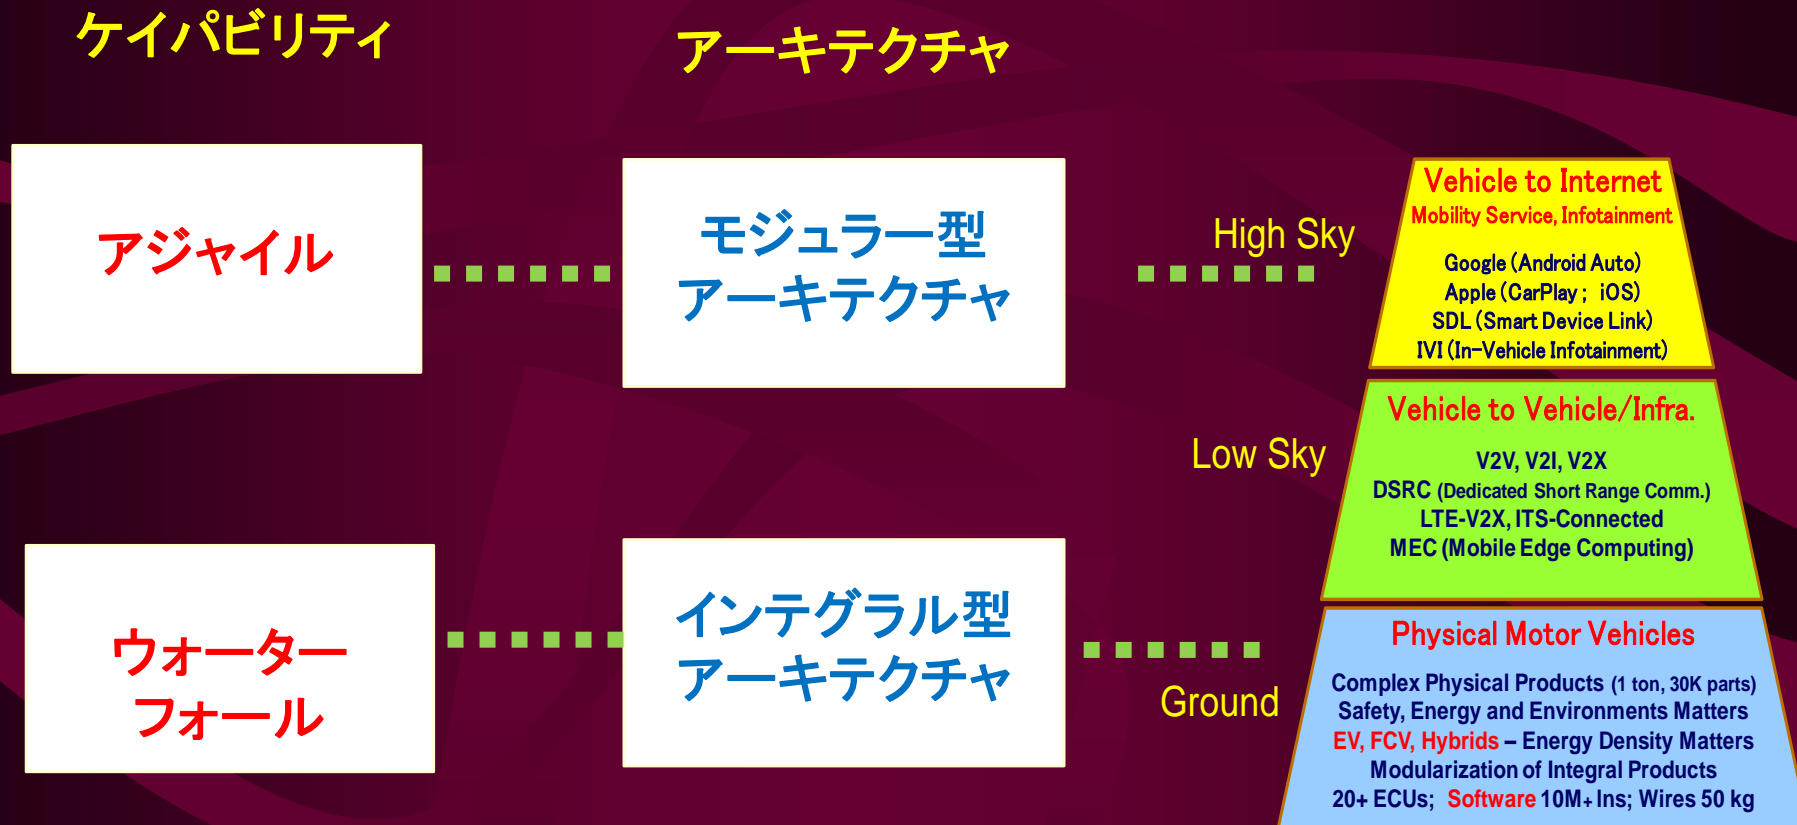 ケイパビリティ
アーキテクチャ
アジャイル
モジュラー型
アーキテクチャ
High Sky
Vehicle to Internet
Mobility Service, Infotainment
Google (Android Auto)
Apple (CarPlay ; iOS)
SDL (Smart Device Link)
IVI (In-Vehicle Infotainment)
Low Sky
Vehicle to Vehicle/Infra.
V2V, V2I, V2X
DSRC (Dedicated Short Range Comm.)
LTE-V2X, ITS-Connected
MEC (Mobile Edge Computing)
ウォーター
フォール
インテグラル型
アーキテクチャ
Ground
Physical Motor Vehicles
Complex Physical Products (1 ton, 30K parts)
Safety, Energy and Environments Matters
EV, FCV, Hybrids – Energy Density Matters
Modularization of Integral Products
20+ ECUs; Software 10M+ Ins; Wires 50 kg